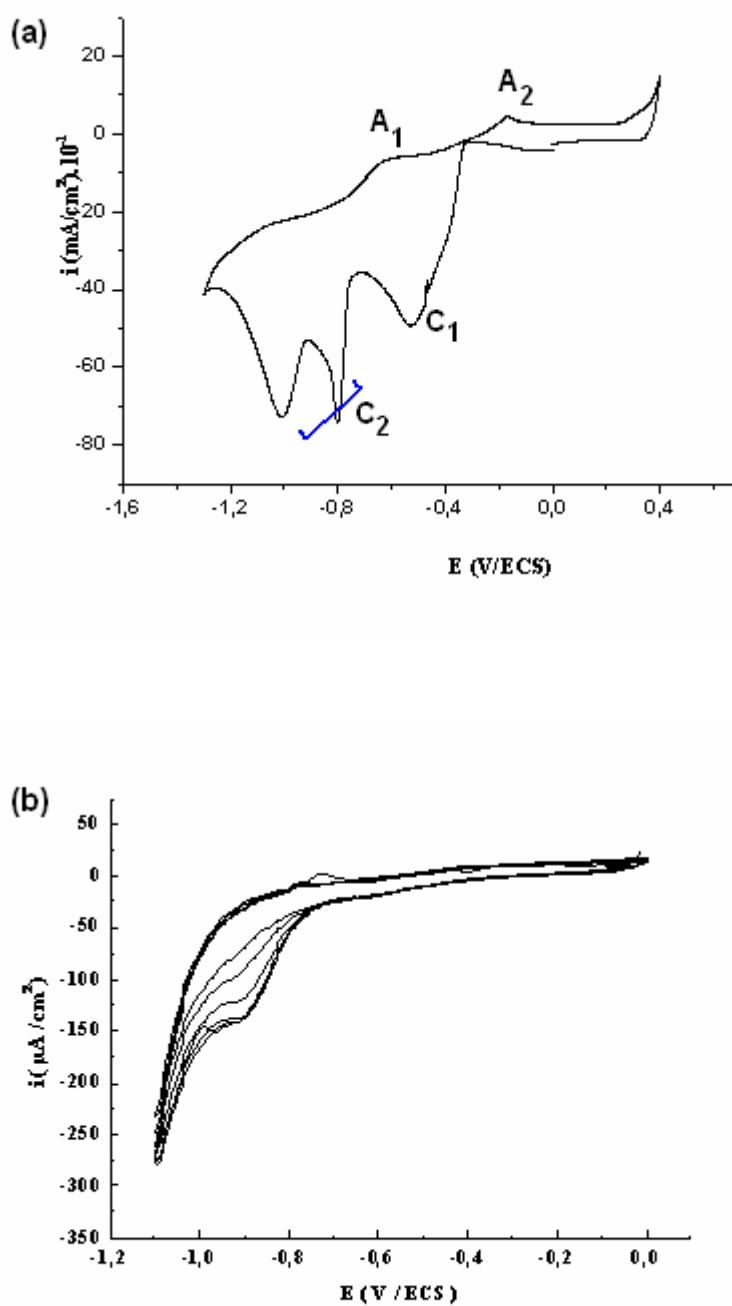 (a)
20
0
-20
-40
-60
-80
i (mA/cm²).10⁻¹
A₁
A₂
C₁
C₂
-1,6 -1,2 -0,8 -0,4 0,0 0,4
E (V/ECS)
(b)
50
0
-50
-100
-150
-200
-250
-300
-350
i( µA /cm²)
-1,2 -1,0 -0,8 -0,6 -0,4 -0,2 0,0
E ( V / ECS )